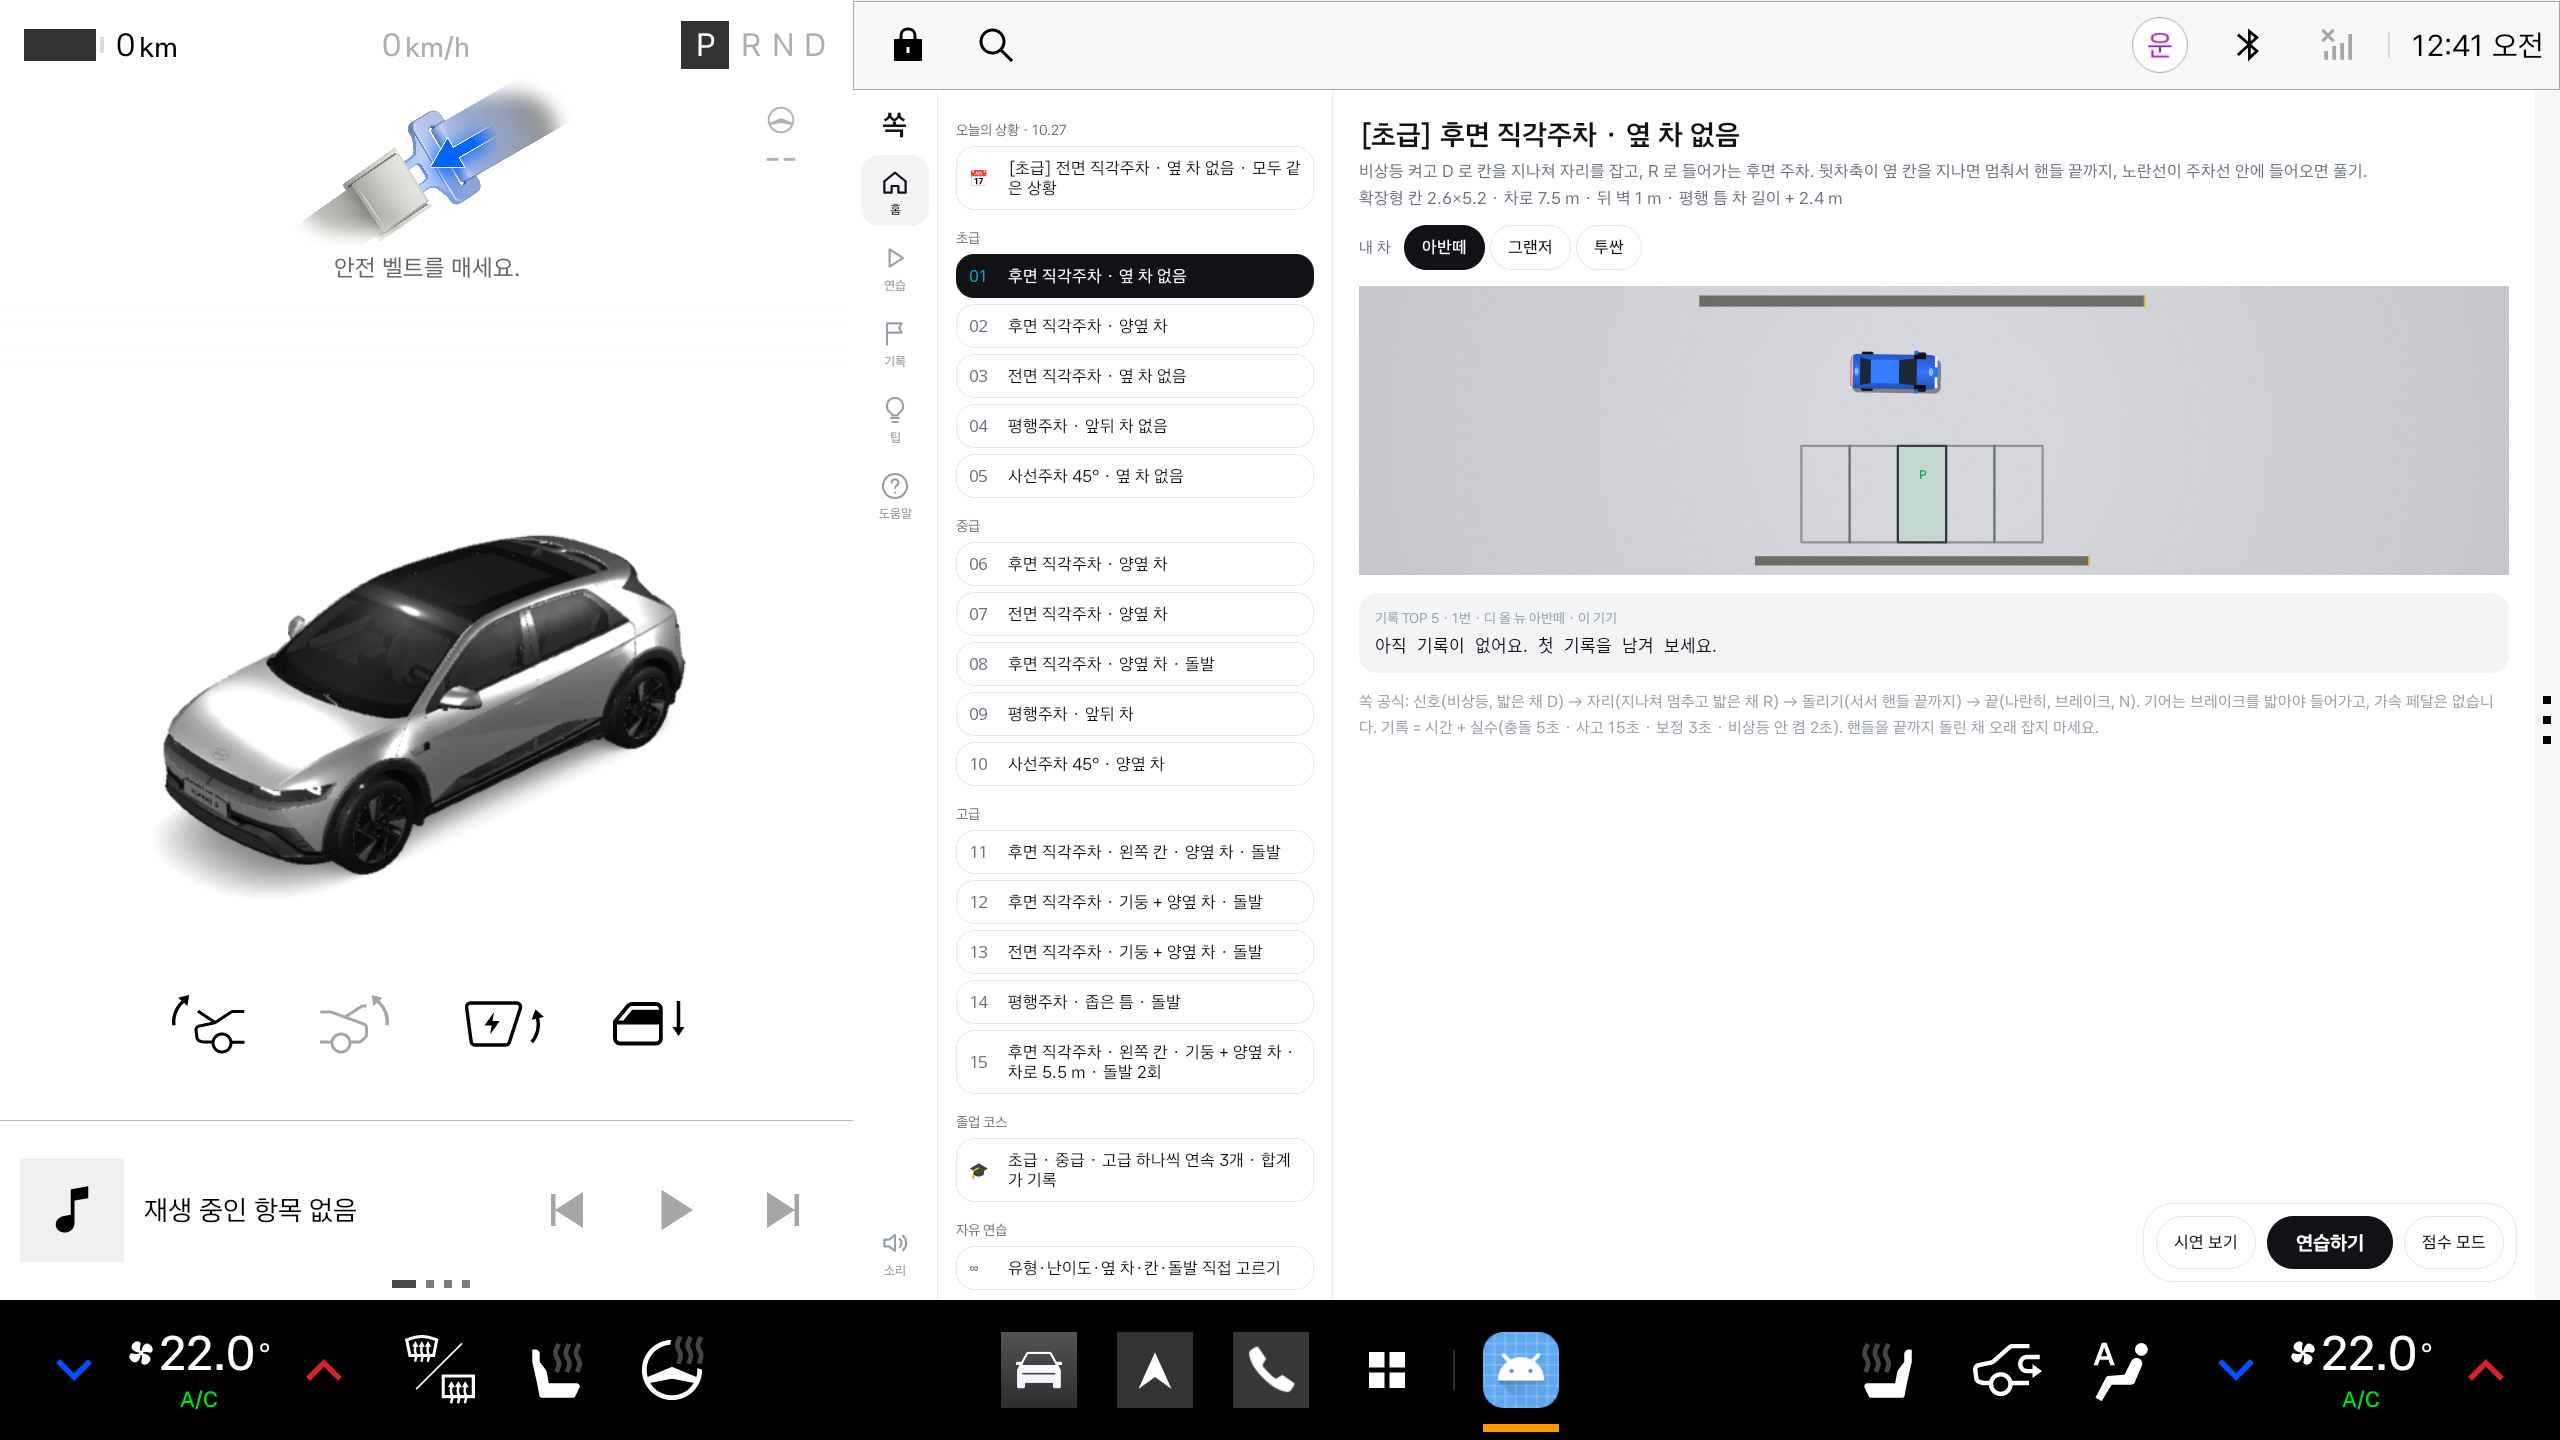 0 km
0 km/h
P R N D
안전 벨트를 매세요.
재생 중인 항목 없음
운
12:41 오전
쏙
홈
연습
기록
팁
도움말
소리
오늘의 상황 · 10.27
[초급] 전면 직각주차 · 옆 차 없음 · 모두 같
은 상황
초급
01 후면 직각주차 · 옆 차 없음
02 후면 직각주차 · 양옆 차
03 전면 직각주차 · 옆 차 없음
04 평행주차 · 앞뒤 차 없음
05 사선주차 45° · 옆 차 없음
중급
06 후면 직각주차 · 양옆 차
07 전면 직각주차 · 양옆 차
08 후면 직각주차 · 양옆 차 · 돌발
09 평행주차 · 앞뒤 차
10 사선주차 45° · 양옆 차
고급
11 후면 직각주차 · 왼쪽 칸 · 양옆 차 · 돌발
12 후면 직각주차 · 기둥 + 양옆 차 · 돌발
13 전면 직각주차 · 기둥 + 양옆 차 · 돌발
14 평행주차 · 좁은 틈 · 돌발
15 후면 직각주차 · 왼쪽 칸 · 기둥 + 양옆 차 ·
차로 5.5 m · 돌발 2회
졸업 코스
초급 · 중급 · 고급 하나씩 연속 3개 · 합계
가 기록
자유 연습
∞ 유형·난이도·옆 차·칸·돌발 직접 고르기
[초급] 후면 직각주차 · 옆 차 없음
비상등 켜고 D 로 칸을 지나쳐 자리를 잡고, R 로 들어가는 후면 주차. 뒷차축이 옆 칸을 지나면 멈춰서 핸들 끝까지, 노란선이 주차선 안에 들어오면 풀기.
확장형 칸 2.6×5.2 · 차로 7.5 m · 뒤 벽 1 m · 평행 틈 차 길이 + 2.4 m
내 차 아반떼 그랜저 투싼
P
기록 TOP 5 · 1번 · 디 올 뉴 아반떼 · 이 기기
아직 기록이 없어요. 첫 기록을 남겨 보세요.
쏙 공식: 신호(비상등, 밟은 채 D) → 자리(지나쳐 멈추고 밟은 채 R) → 돌리기(서서 핸들 끝까지) → 끝(나란히, 브레이크, N). 기어는 브레이크를 밟아야 들어가고, 가속 페달은 없습니
다. 기록 = 시간 + 실수(충돌 5초 · 사고 15초 · 보정 3초 · 비상등 안 켬 2초). 핸들을 끝까지 돌린 채 오래 잡지 마세요.
시연 보기 연습하기 점수 모드
22.0°
A/C
A
22.0°
A/C